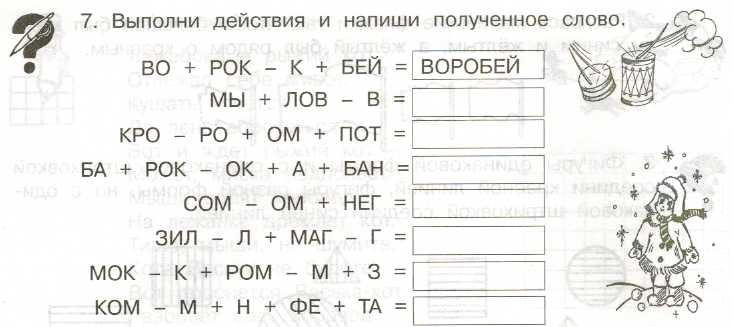 7. Выполни действия и напиши полученное слово.
ВО + РОК – К + БЕЙ = ВОРОБЕЙ
МЫ + ЛОВ – В =
КРО – РО + ОМ + ПОТ =
БА + РОК – ОК + А + БАН =
СОМ – ОМ + НЕГ =
ЗИЛ – Л + МАГ – Г =
МОК – К + РОМ – М + З =
КОМ – М + Н + ФЕ + ТА =